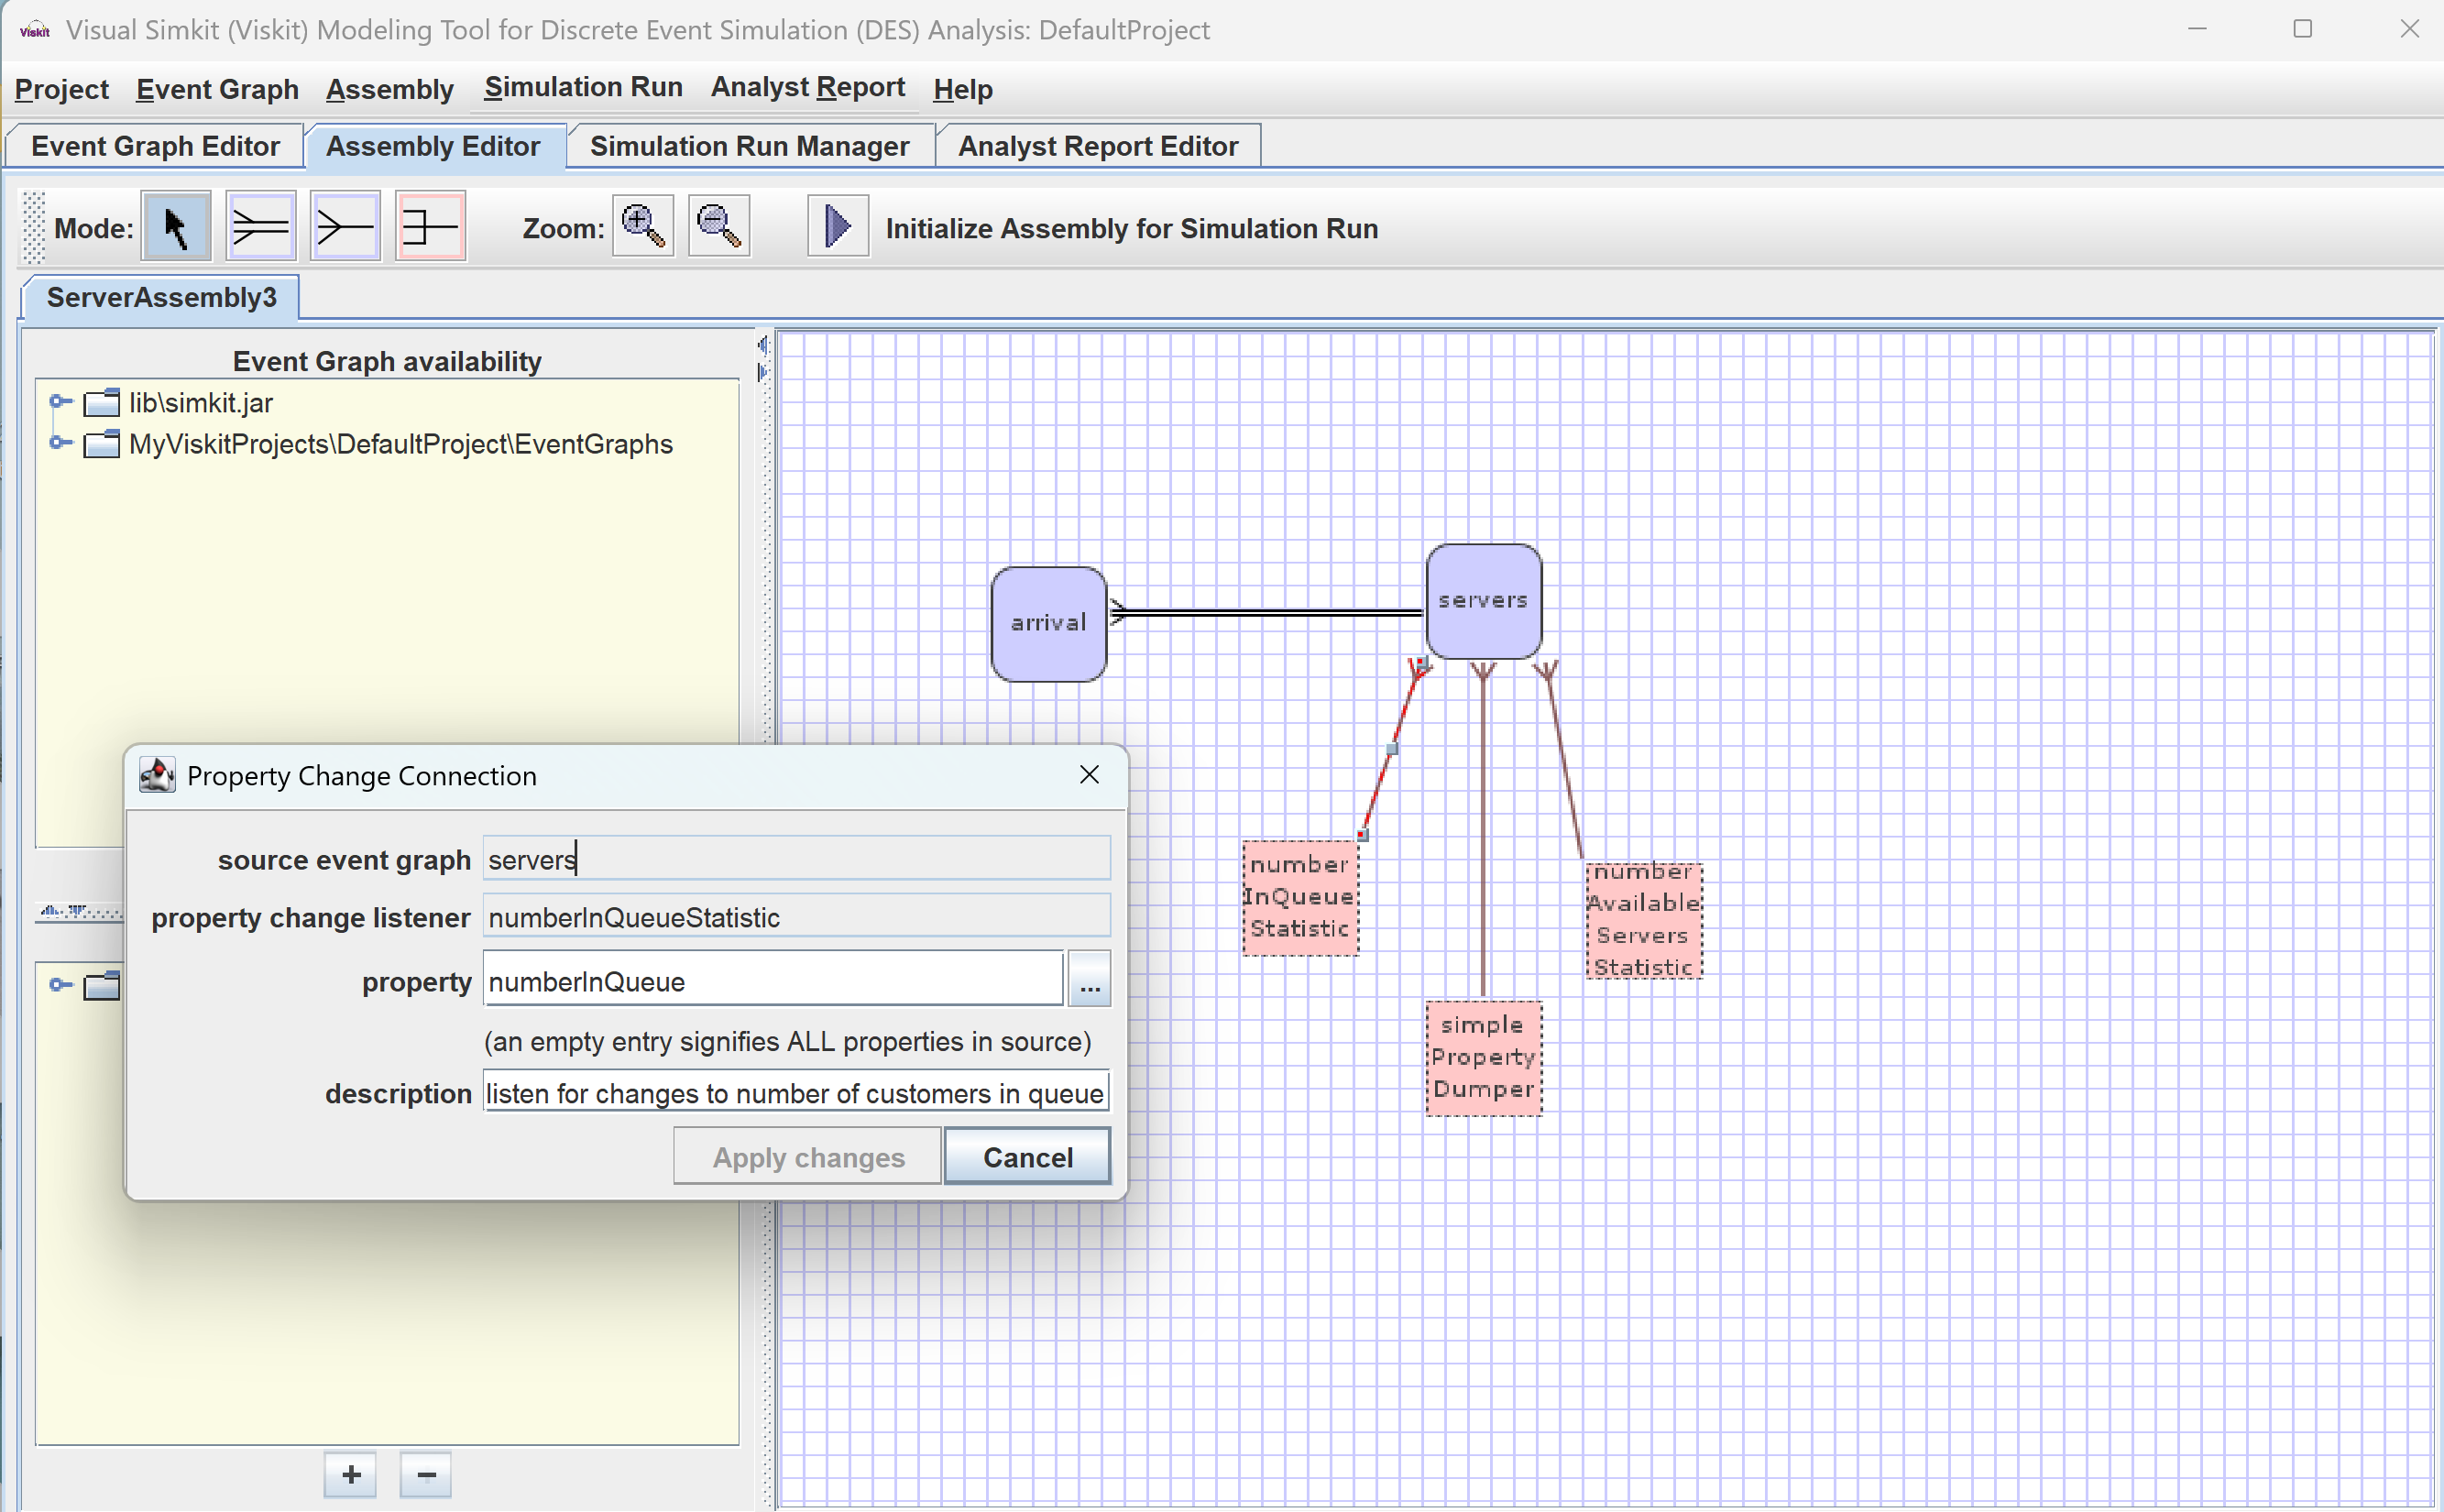 Viskit Visual Simkit (Viskit) Modeling Tool for Discrete Event Simulation (DES) Analysis: DefaultProject
Project Event Graph Assembly Simulation Run Analyst Report Help
Event Graph Editor Assembly Editor Simulation Run Manager Analyst Report Editor
Mode: Zoom: Initialize Assembly for Simulation Run
ServerAssembly3
Event Graph availability
lib\simkit.jar
MyViskitProjects\DefaultProject\EventGraphs
arrival
servers
number
InQueue
Statistic
number
Available
Servers
Statistic
simple
Property
Dumper
Property Change Connection
source event graph servers
property change listener numberInQueueStatistic
property numberInQueue ...
(an empty entry signifies ALL properties in source)
description listen for changes to number of customers in queue
Apply changes Cancel
+ -